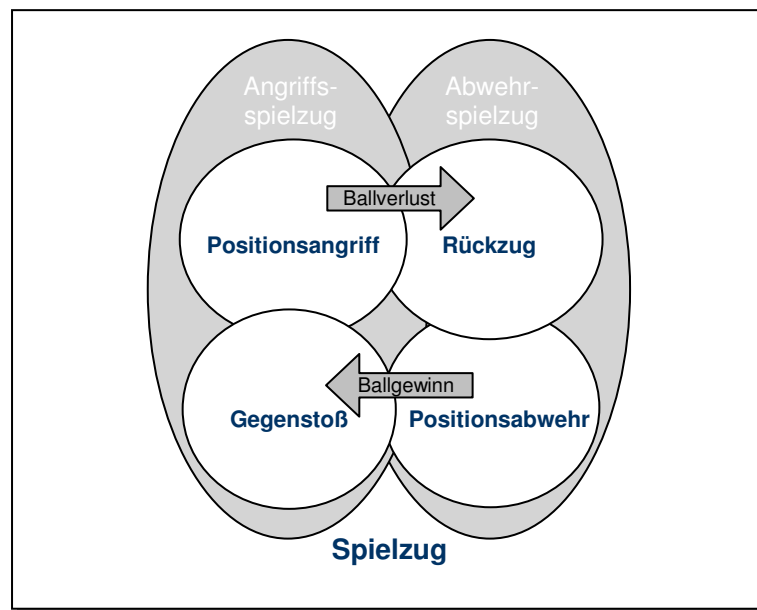 Angriffs-
spielzug
Abwehr-
spielzug
Ballverlust
Positionsangriff
Rückzug
Ballgewinn
Gegenstoß
Positionsabwehr
Spielzug